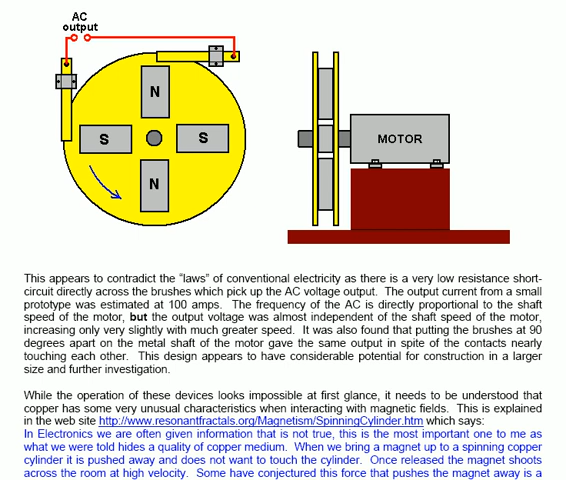 AC
output
N
S
S
N
MOTOR
This appears to contradict the “laws” of conventional electricity as there is a very low resistance short-
circuit directly across the brushes which pick up the AC voltage output.  The output current from a small
prototype was estimated at 100 amps.  The frequency of the AC is directly proportional to the shaft
speed of the motor, but the output voltage was almost independent of the shaft speed of the motor,
increasing only very slightly with much greater speed.  It was also found that putting the brushes at 90
degrees apart on the metal shaft of the motor gave the same output in spite of the contacts nearly
touching each other.  This design appears to have considerable potential for construction in a larger
size and further investigation.
While the operation of these devices looks impossible at first glance, it needs to be understood that
copper has some very unusual characteristics when interacting with magnetic fields.  This is explained
in the web site http://www.resonantfractals.org/Magnetism/SpinningCylinder.htm which says:
In Electronics we are often given information that is not true, this is the most important one to me as
what we were told hides a quality of copper medium.  When we bring a magnet up to a spinning copper
cylinder it is pushed away and does not want to touch the cylinder.  Once released the magnet shoots
across the room at high velocity.  Some have conjectured this force that pushes the magnet away is a